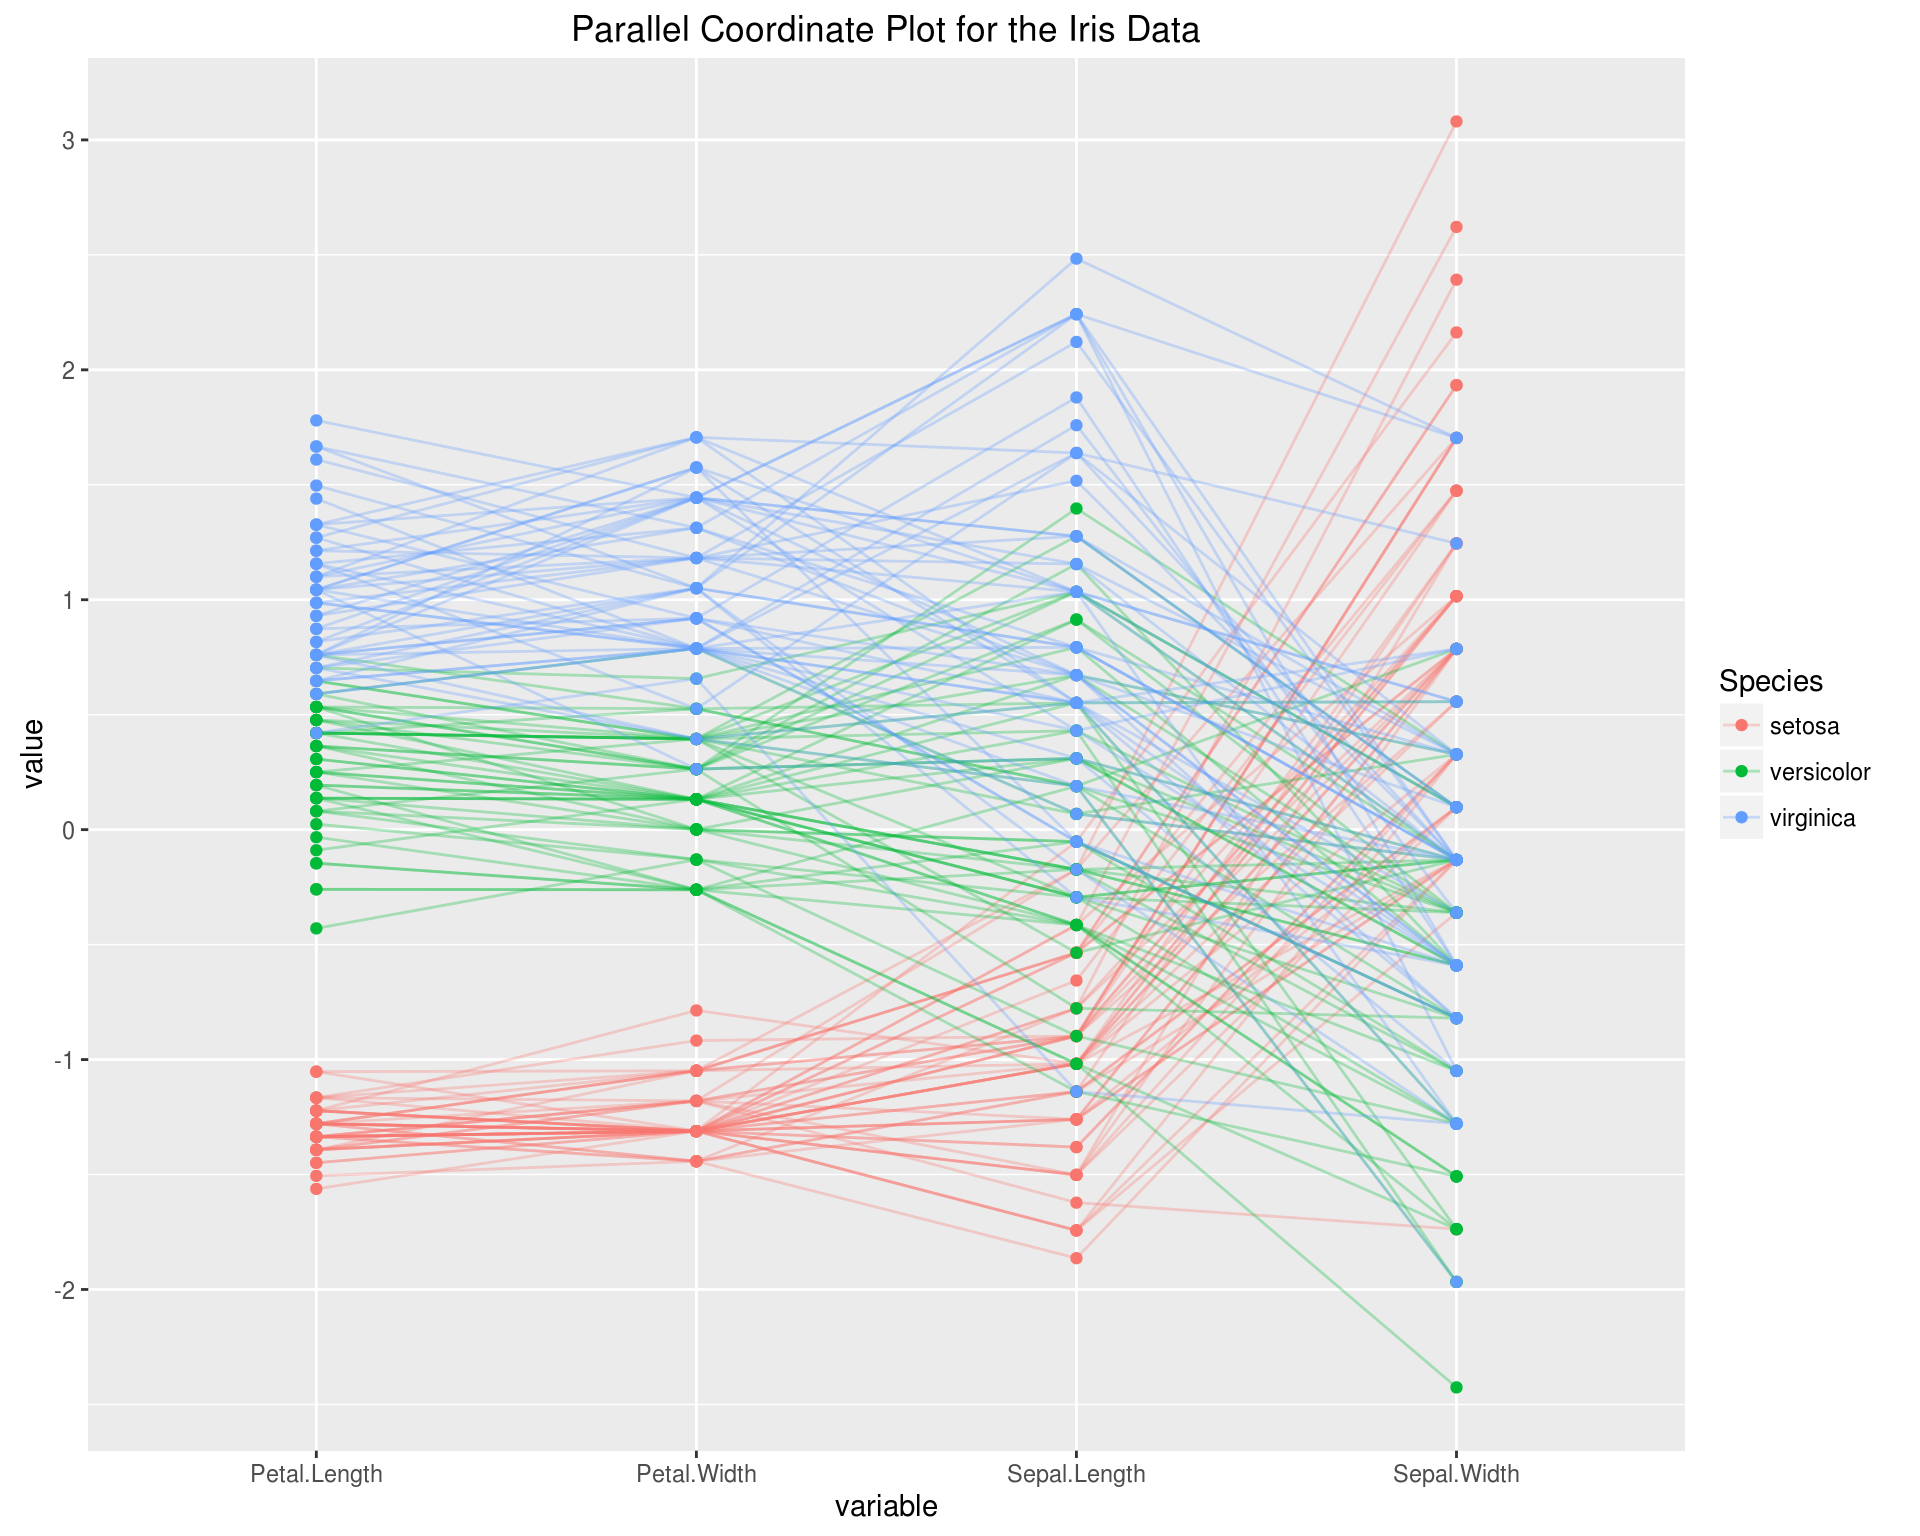 Parallel Coordinate Plot for the Iris Data
3
2
1
0
-1
-2
value
Petal.Length
Petal.Width
Sepal.Length
Sepal.Width
variable
Species
setosa
versicolor
virginica